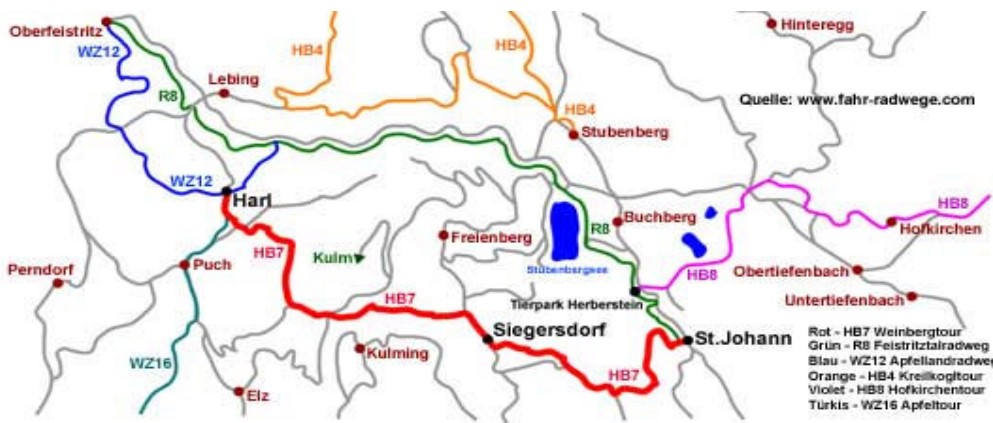 Oberfeistritz
WZ12
HB4
HB4
Hinteregg
Lebing
R8
HB4
Quelle: www.fahr-radwege.com
Stubenberg
WZ12
Harl
HB8
Buchberg
R8
Hofkirchen
Freienberg
HB7
Kulm
Puch
Perndorf
Stubenbergsee
HB8
Obertiefenbach
HB7
Tierpark Herberstein
Untertiefenbach
Siegersdorf
St.Johann
Kulming
WZ16
HB7
Elz
Rot - HB7 Weinbergtour
Grün - R8 Feistritztalradweg
Blau - WZ12 Apfellandradweg
Orange - HB4 Kreilkogltour
Violet - HB8 Hofkirchentour
Türkis - WZ16 Apfeltour